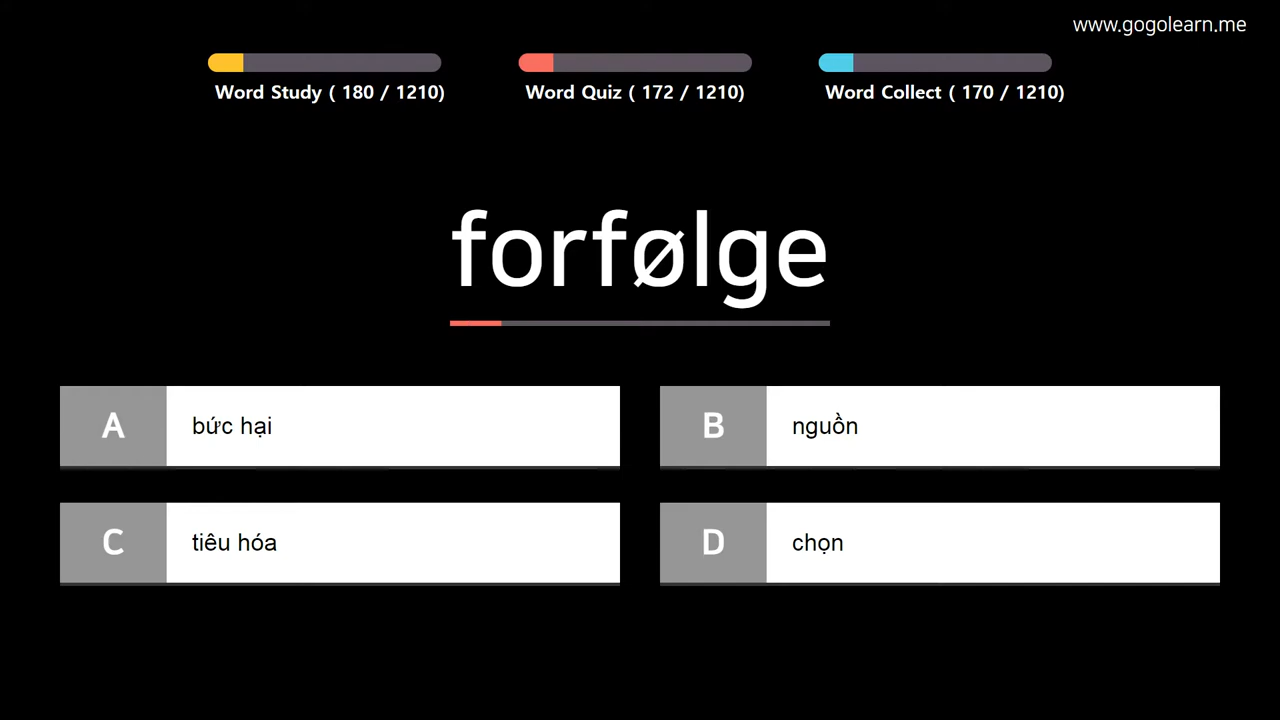 www.gogolearn.me
Word Study ( 180 / 1210)
Word Quiz ( 172 / 1210)
Word Collect ( 170 / 1210)
forfølge
A bức hại
B nguồn
C tiêu hóa
D chọn